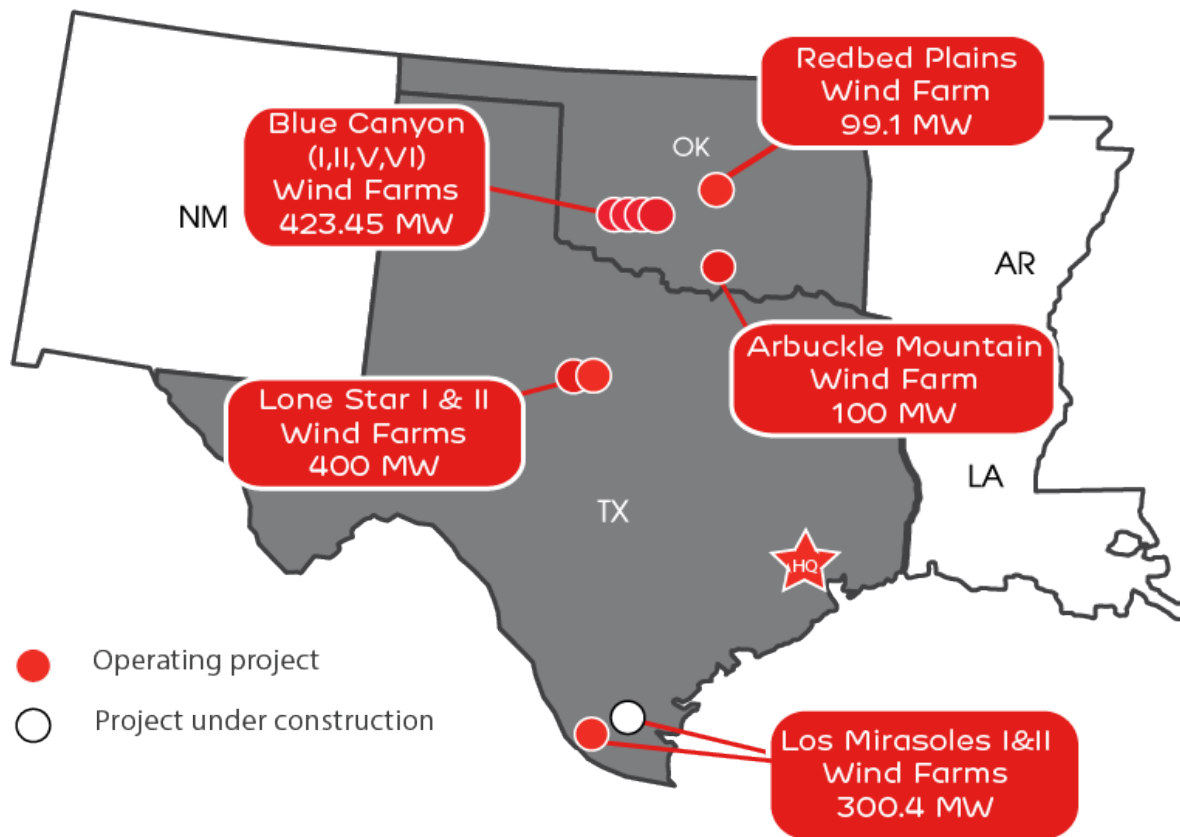 Redbed Plains
Wind Farm
99.1 MW
Blue Canyon
(I,II,V,VI)
Wind Farms
423.45 MW
OK
NM
AR
Arbuckle Mountain
Wind Farm
100 MW
Lone Star I & II
Wind Farms
400 MW
LA
TX
HQ
Operating project
Project under construction
Los Mirasoles I&II
Wind Farms
300.4 MW